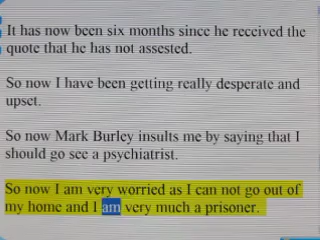 It has now been six months since he received the
quote that he has not assested.
So now I have been getting really desperate and
upset.
So now Mark Burley insults me by saying that I
should go see a psychiatrist.
So now I am very worried as I can not go out of
my home and I am very much a prisoner.